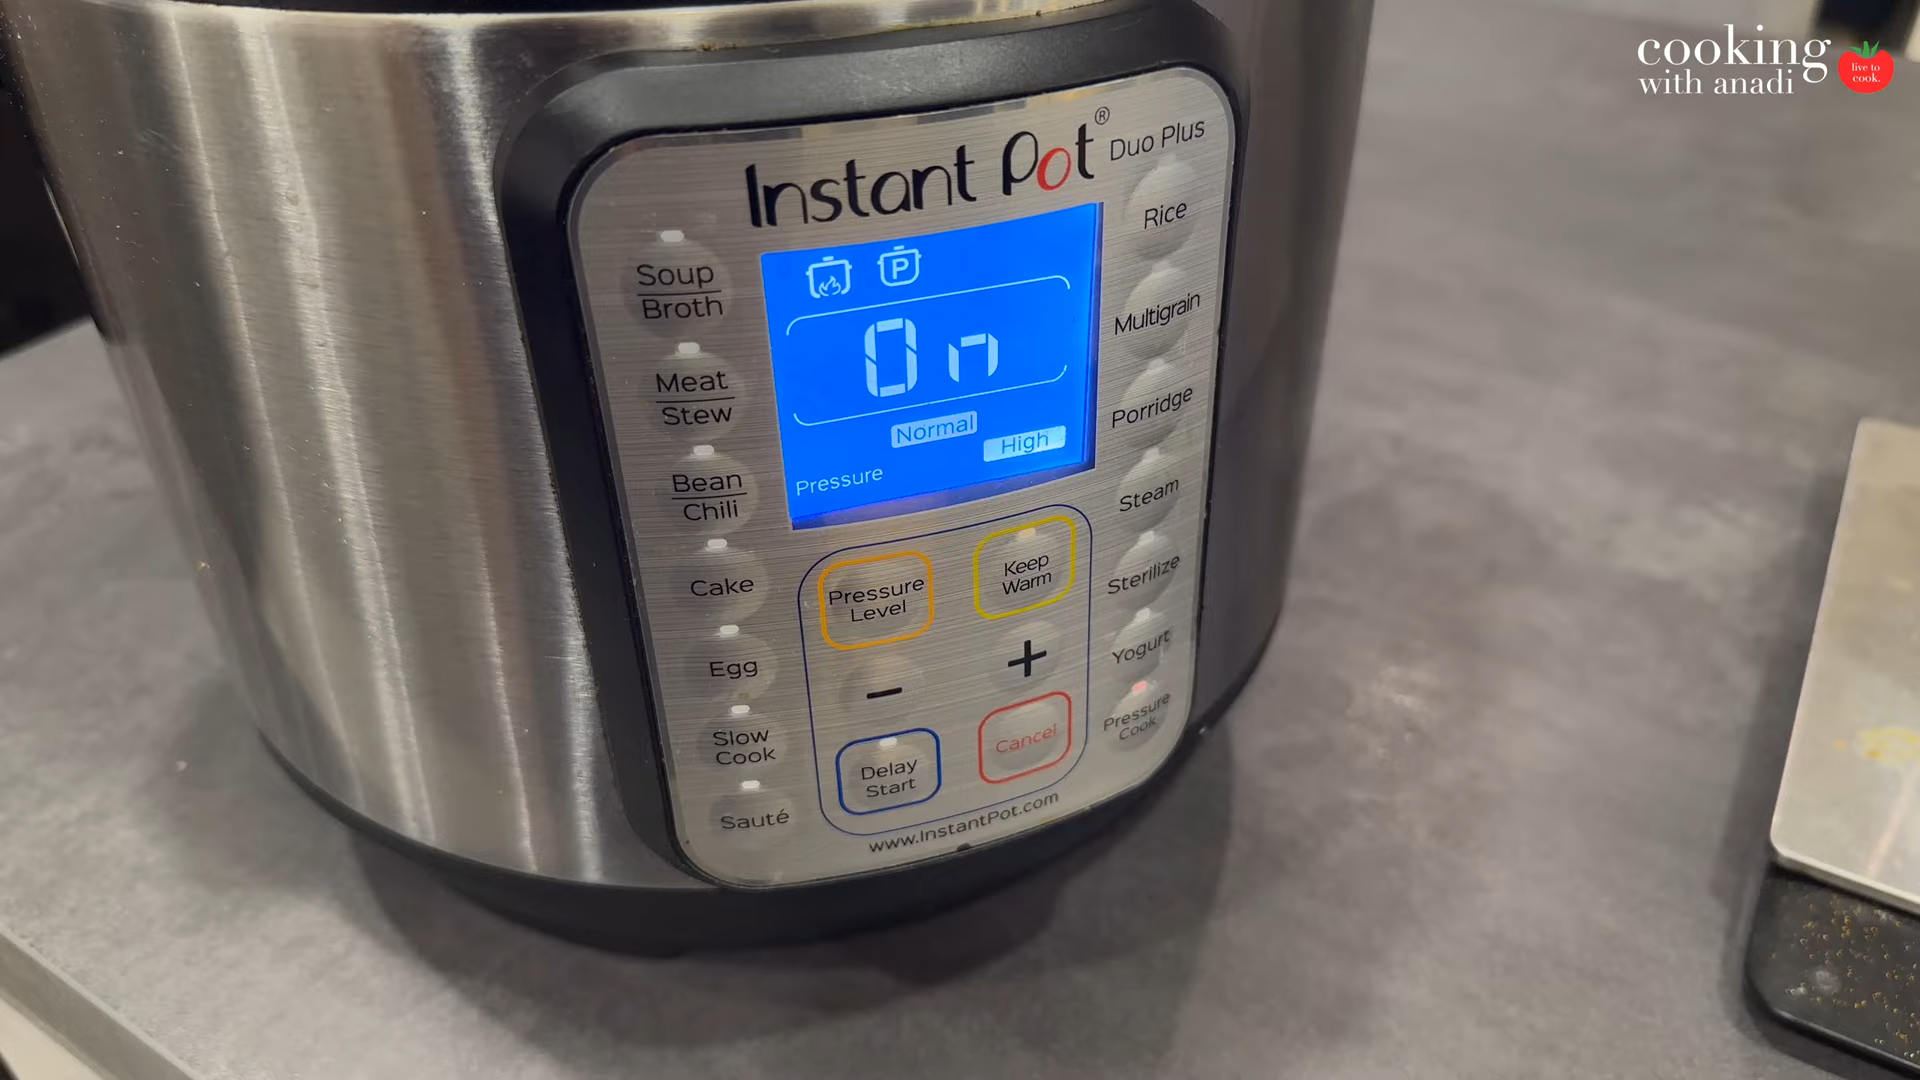 cooking
with anadi
live to
cook.
Instant Pot® Duo Plus
Soup
Broth
Meat
Stew
Bean
Chili
Cake
Egg
Slow
Cook
Sauté
P
On
Normal
High
Pressure
Pressure
Level
Keep
Warm
−
+
Delay
Start
Cancel
Rice
Multigrain
Porridge
Steam
Sterilize
Yogurt
Pressure
Cook
www.InstantPot.com